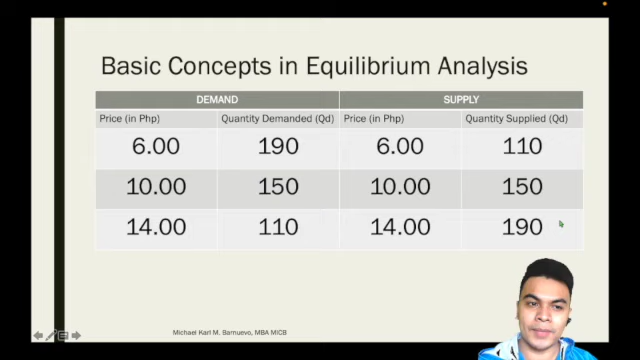 Basic Concepts in Equilibrium Analysis
DEMAND SUPPLY
Price (in Php) Quantity Demanded (Qd) Price (in Php) Quantity Supplied (Qd)
6.00 190 6.00 110
10.00 150 10.00 150
14.00 110 14.00 190
Michael Karl M. Barnuevo, MBA MICB